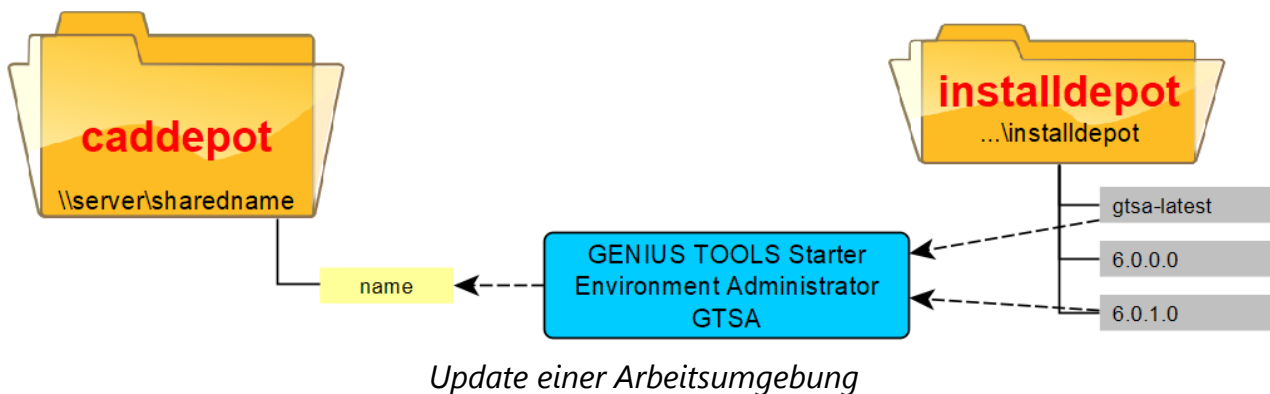 caddepot
\\server\sharedname
name
GENIUS TOOLS Starter
Environment Administrator
GTSA
installdepot
...\installdepot
gtsa-latest
6.0.0.0
6.0.1.0
Update einer Arbeitsumgebung